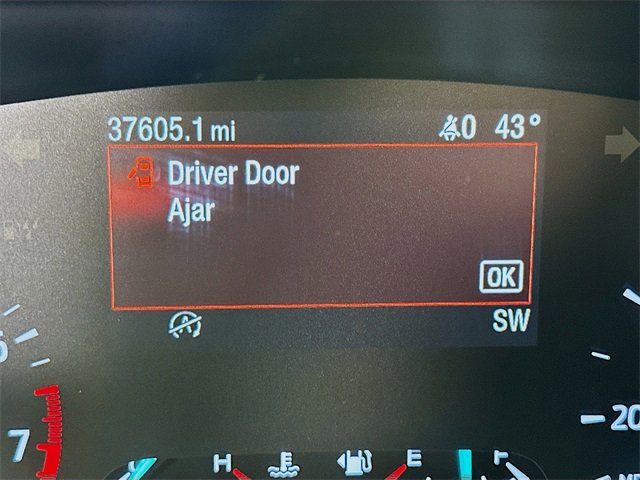 37605.1 mi 0 43°
Driver Door
Ajar
OK
A SW
7 20
H E F